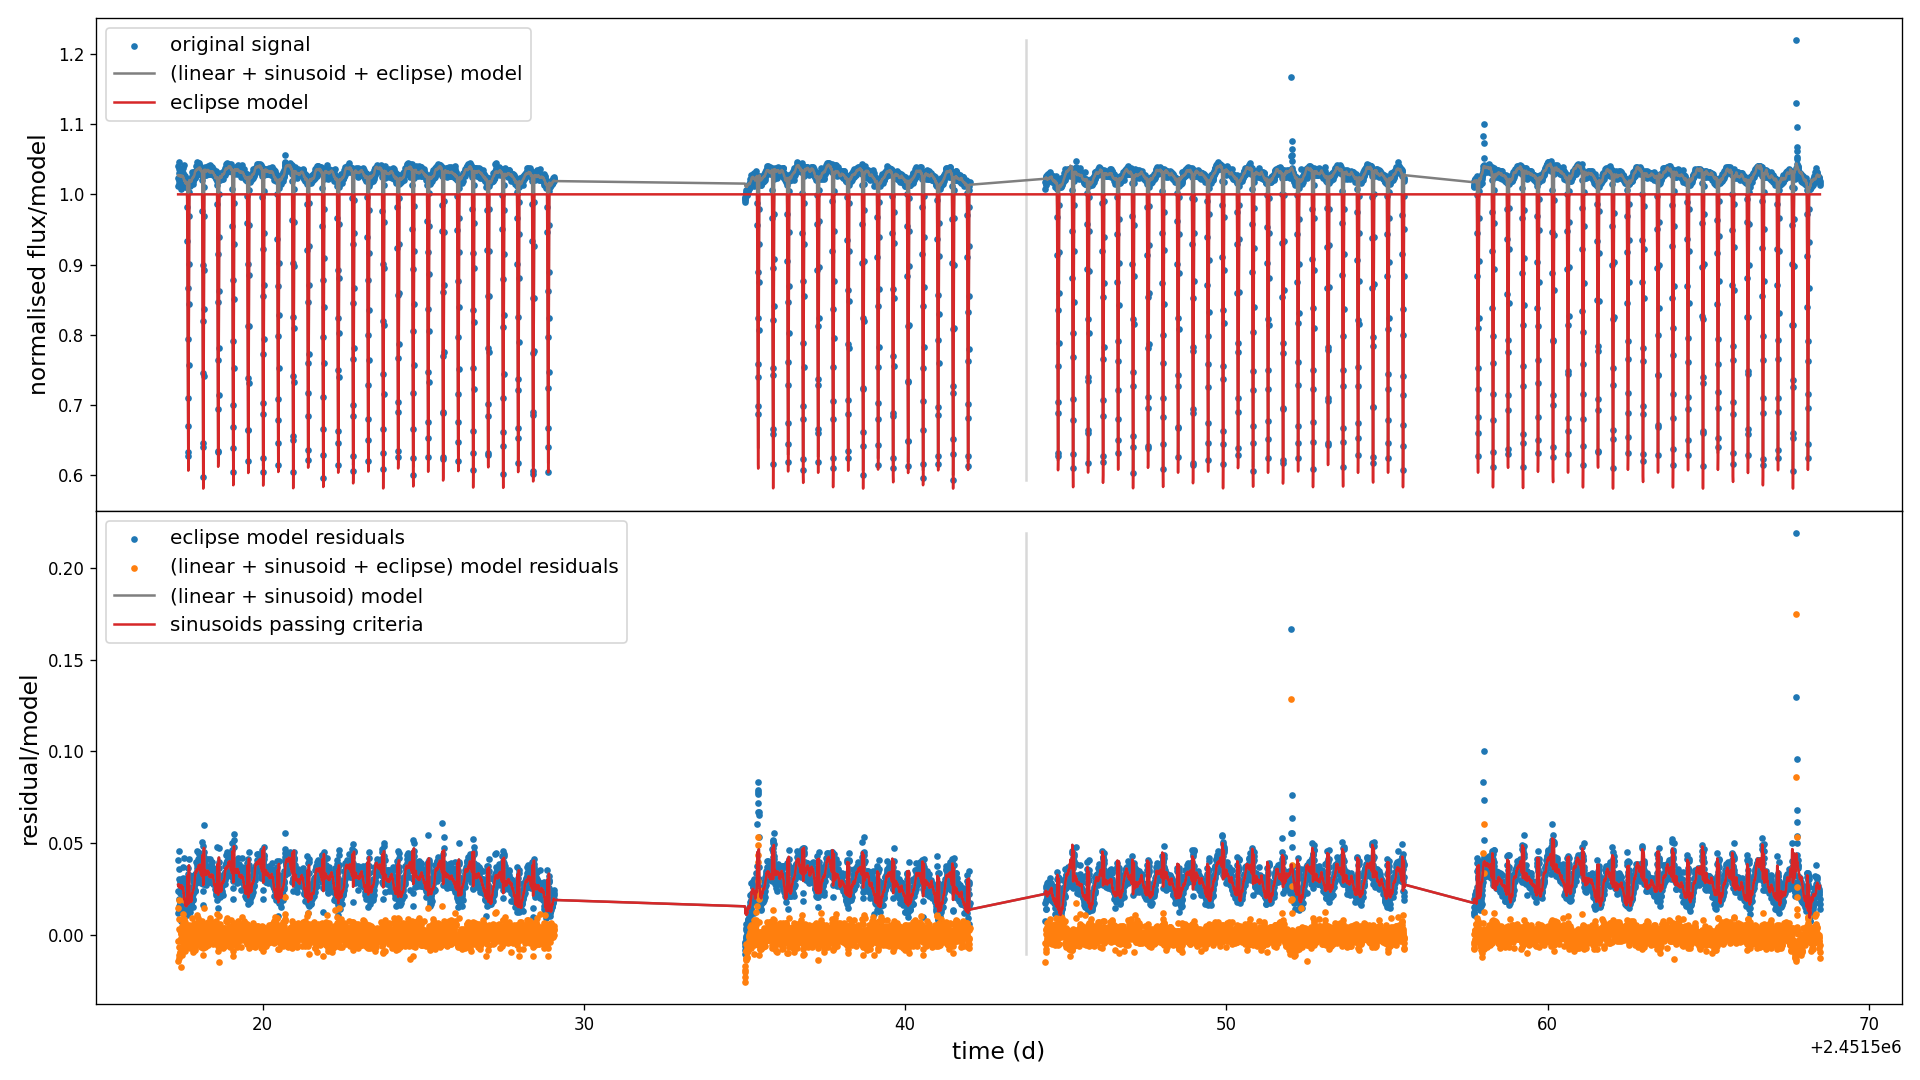 original signal
(linear + sinusoid + eclipse) model
eclipse model
normalised flux/model
1.2
1.1
1.0
0.9
0.8
0.7
0.6
eclipse model residuals
(linear + sinusoid + eclipse) model residuals
(linear + sinusoid) model
sinusoids passing criteria
residual/model
0.20
0.15
0.10
0.05
0.00
20 30 40 50 60 70
time (d)
+2.4515e6